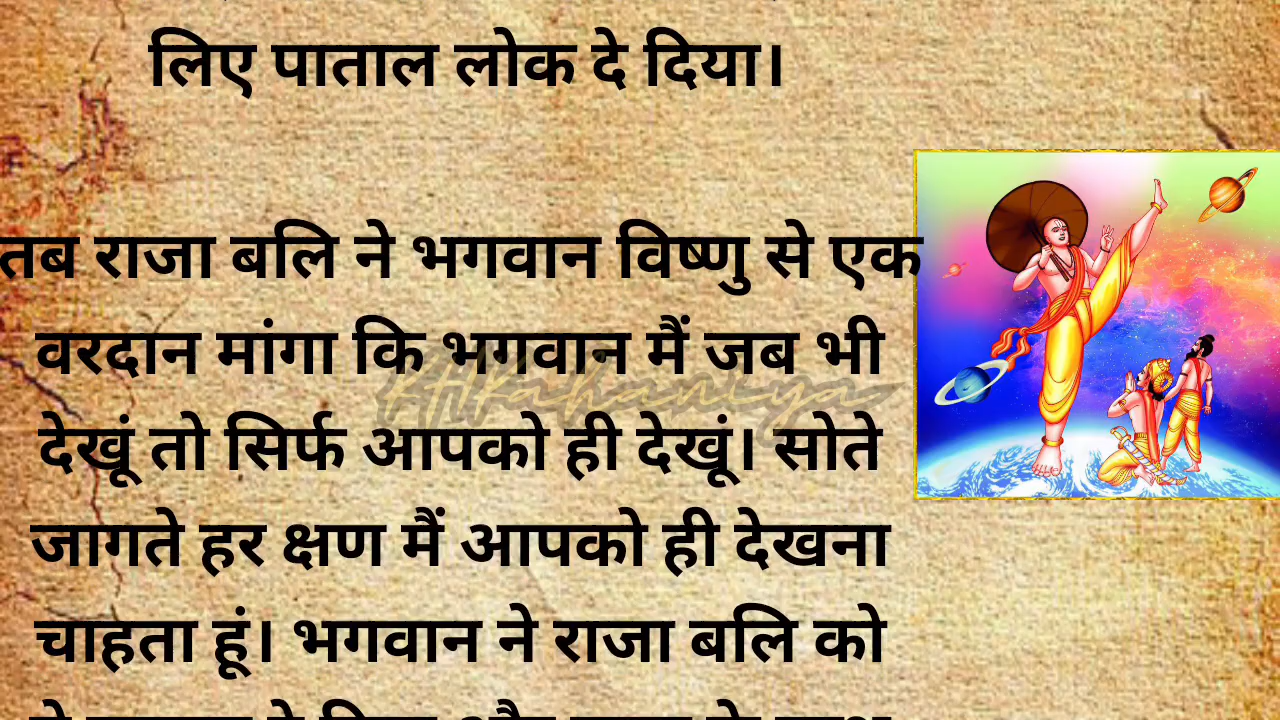 लिए पाताल लोक दे दिया।
तब राजा बलि ने भगवान विष्णु से एक
वरदान मांगा कि भगवान मैं जब भी
देखूं तो सिर्फ आपको ही देखूं। सोते
जागते हर क्षण मैं आपको ही देखना
चाहता हूं। भगवान ने राजा बलि को